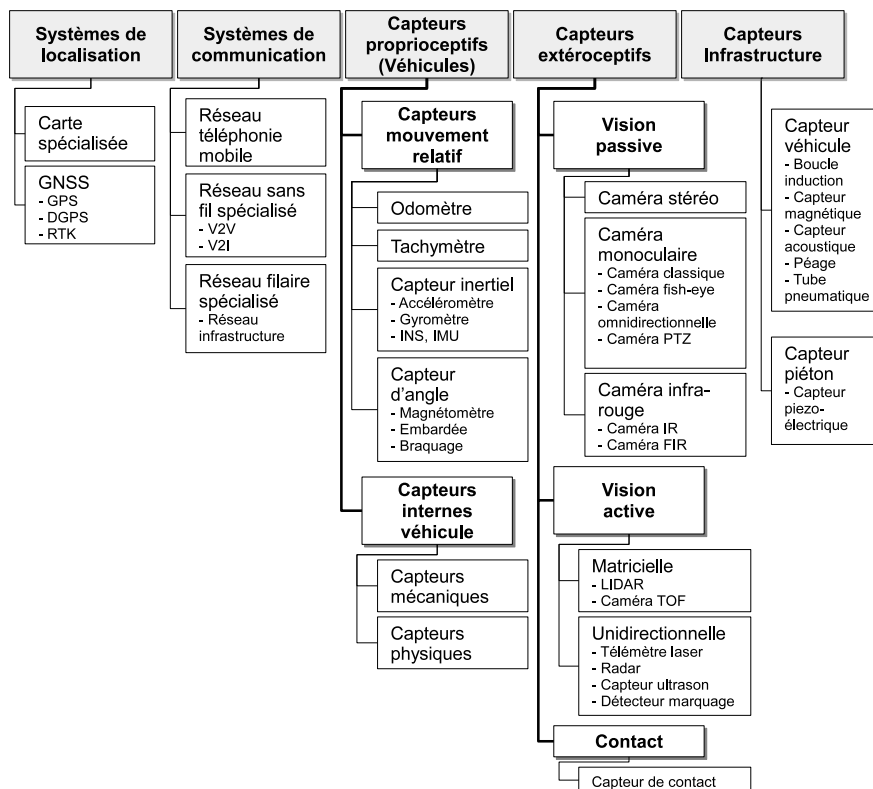 Systèmes de
localisation
Carte
spécialisée
GNSS
- GPS
- DGPS
- RTK
Systèmes de
communication
Réseau
téléphonie
mobile
Réseau sans
fil spécialisé
- V2V
- V2I
Réseau filaire
spécialisé
- Réseau
infrastructure
Capteurs
proprioceptifs
(Véhicules)
Capteurs
mouvement
relatif
Odomètre
Tachymètre
Capteur inertiel
- Accéléromètre
- Gyromètre
- INS, IMU
Capteur
d'angle
- Magnétomètre
- Embardée
- Braquage
Capteurs
internes
véhicule
Capteurs
mécaniques
Capteurs
physiques
Capteurs
extéroceptifs
Vision
passive
Caméra stéréo
Caméra
monoculaire
- Caméra classique
- Caméra fish-eye
- Caméra
omnidirectionnelle
- Caméra PTZ
Caméra infra-
rouge
- Caméra IR
- Caméra FIR
Vision
active
Matricielle
- LIDAR
- Caméra TOF
Unidirectionnelle
- Télémètre laser
- Radar
- Capteur ultrason
- Détecteur marquage
Contact
Capteur de contact
Capteurs
Infrastructure
Capteur
véhicule
- Boucle
induction
- Capteur
magnétique
- Capteur
acoustique
- Péage
- Tube
pneumatique
Capteur
piéton
- Capteur
piezo-
électrique